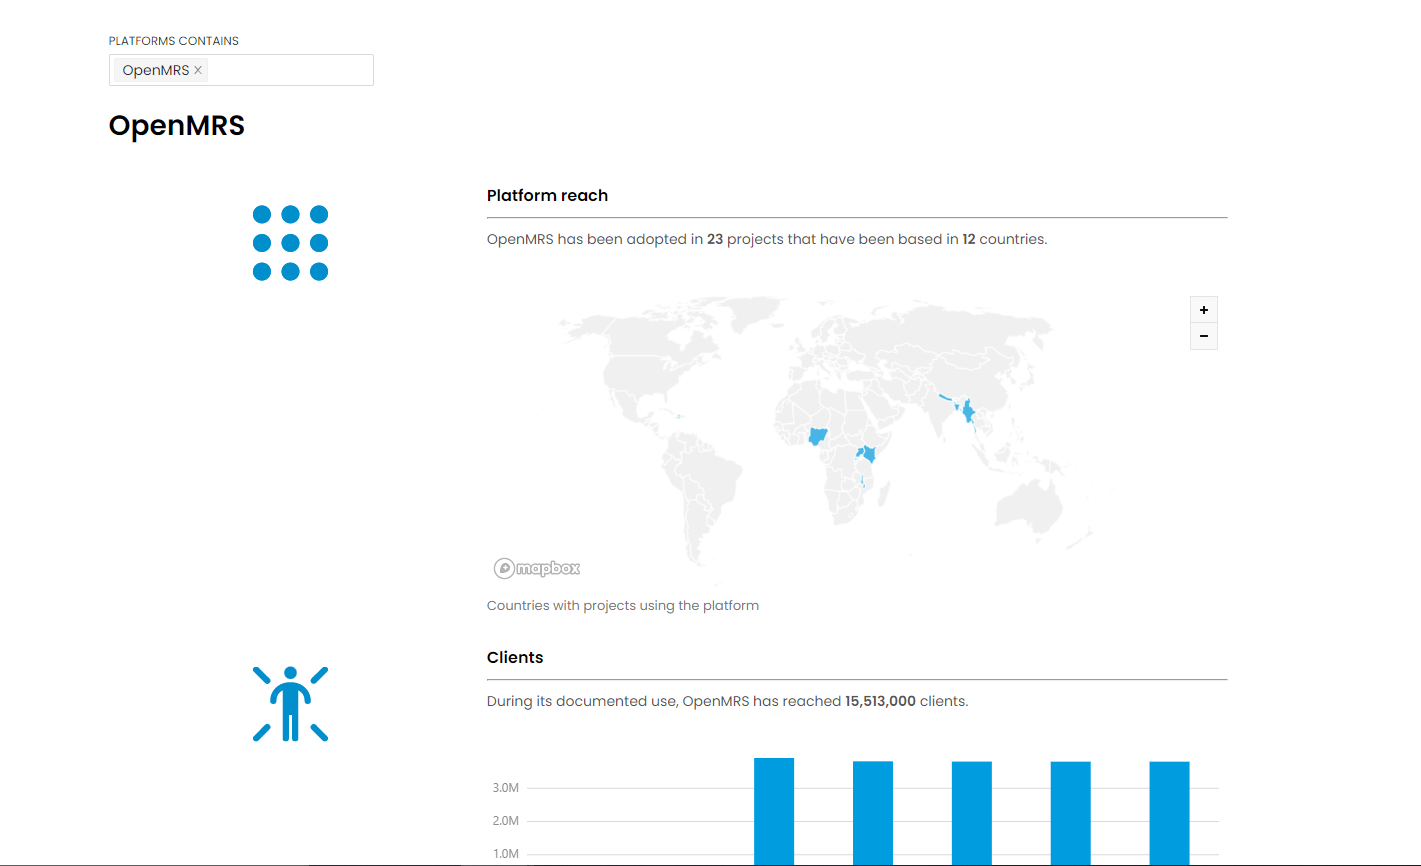 PLATFORMS CONTAINS
OpenMRS X
OpenMRS
Platform reach
OpenMRS has been adopted in 23 projects that have been based in 12 countries.
+
−
mapbox
Countries with projects using the platform
Clients
During its documented use, OpenMRS has reached 15,513,000 clients.
3.0M
2.0M
1.0M